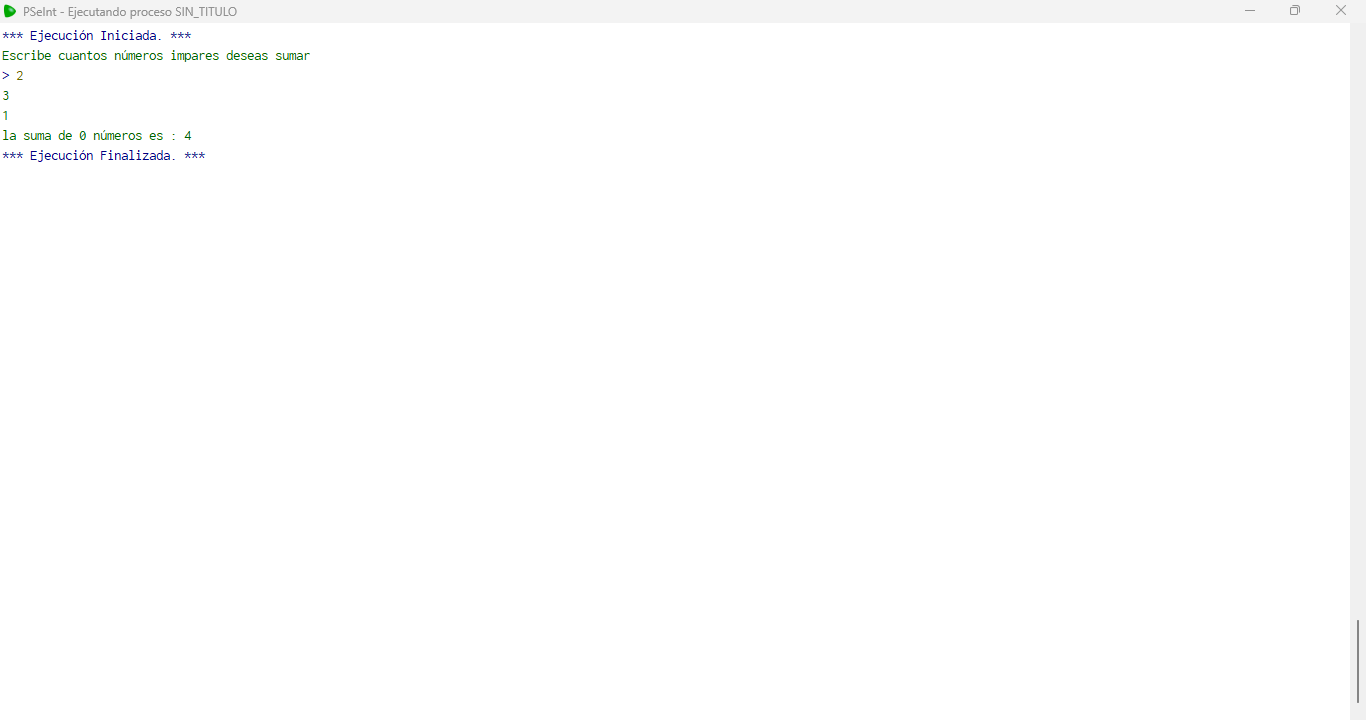 PSeInt - Ejecutando proceso SIN_TITULO
*** Ejecución Iniciada. ***
Escribe cuantos números impares deseas sumar
> 2
3
1
la suma de 0 números es : 4
*** Ejecución Finalizada. ***